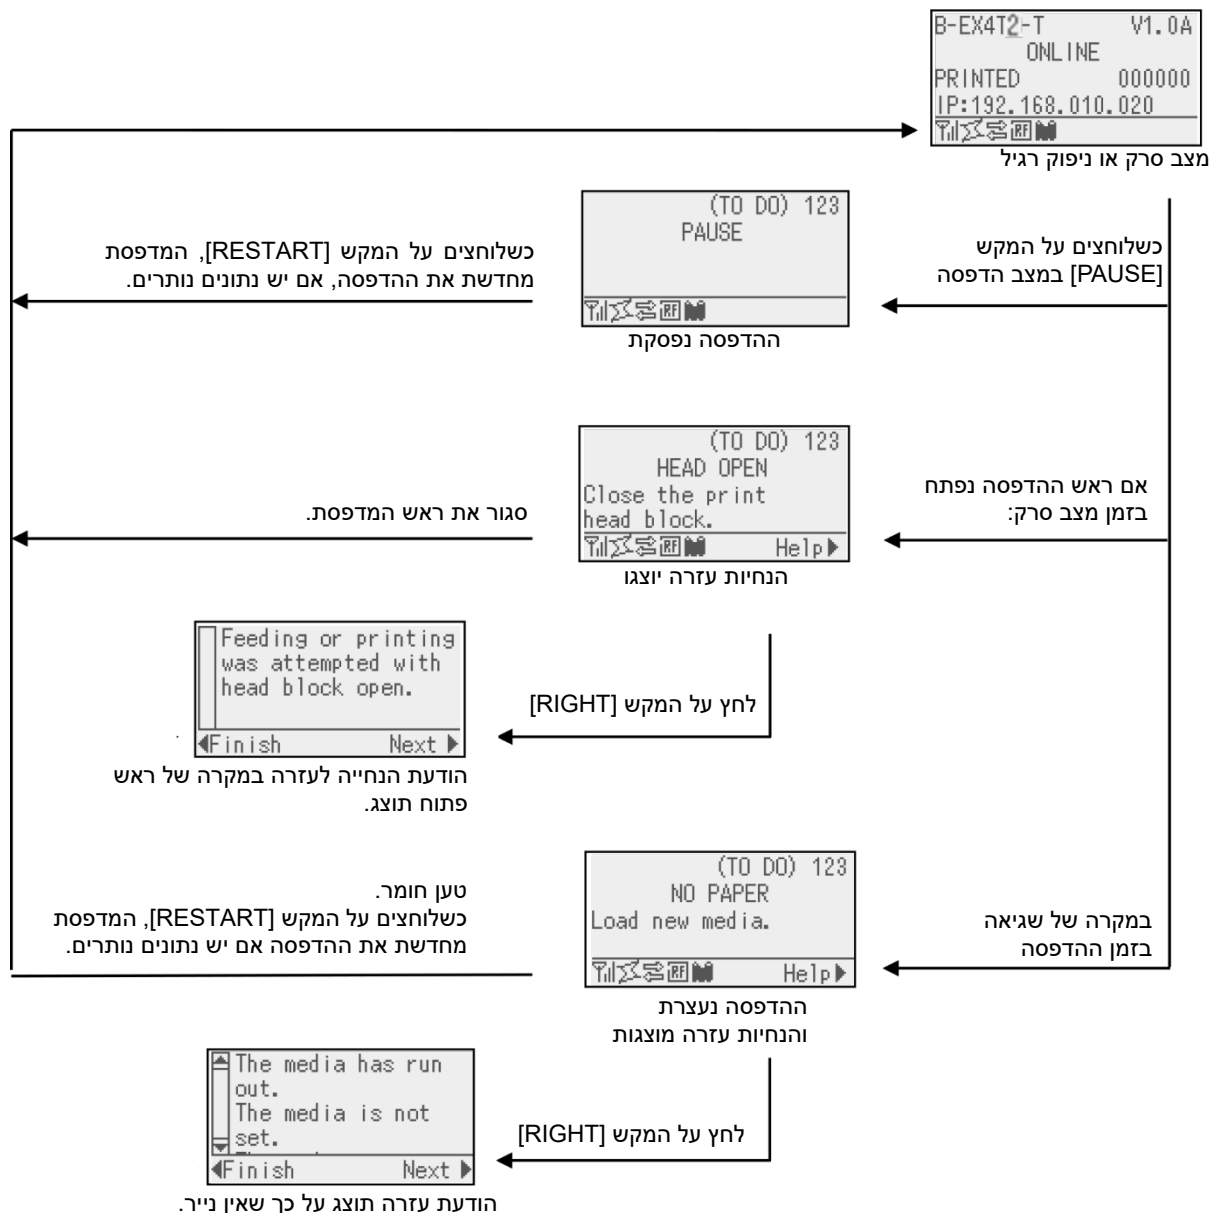 B-EX4T2-T V1.0A
ONLINE
PRINTED 000000
IP:192.168.010.020
RF
מצב סרק או ניפוק רגיל
כשלוחצים על המקש
[PAUSE] במצב הדפסה
(TO DO) 123
PAUSE
RF
ההדפסה נפסקת
כשלוחצים על המקש [RESTART], המדפסת
מחדשת את ההדפסה, אם יש נתונים נותרים.
אם ראש ההדפסה נפתח
בזמן מצב סרק:
(TO DO) 123
HEAD OPEN
Close the print
head block.
RF Help
הנחיות עזרה יוצגו
סגור את ראש המדפסת.
לחץ על המקש [RIGHT]
Feeding or printing
was attempted with
head block open.
Finish Next
הודעת הנחייה לעזרה במקרה של ראש
פתוח תוצג.
במקרה של שגיאה
בזמן ההדפסה
(TO DO) 123
NO PAPER
Load new media.
RF Help
ההדפסה נעצרת
והנחיות עזרה מוצגות
טען חומר.
כשלוחצים על המקש [RESTART], המדפסת
מחדשת את ההדפסה אם יש נתונים נותרים.
לחץ על המקש [RIGHT]
The media has run
out.
The media is not
set.
Finish Next
הודעת עזרה תוצג על כך שאין נייר.